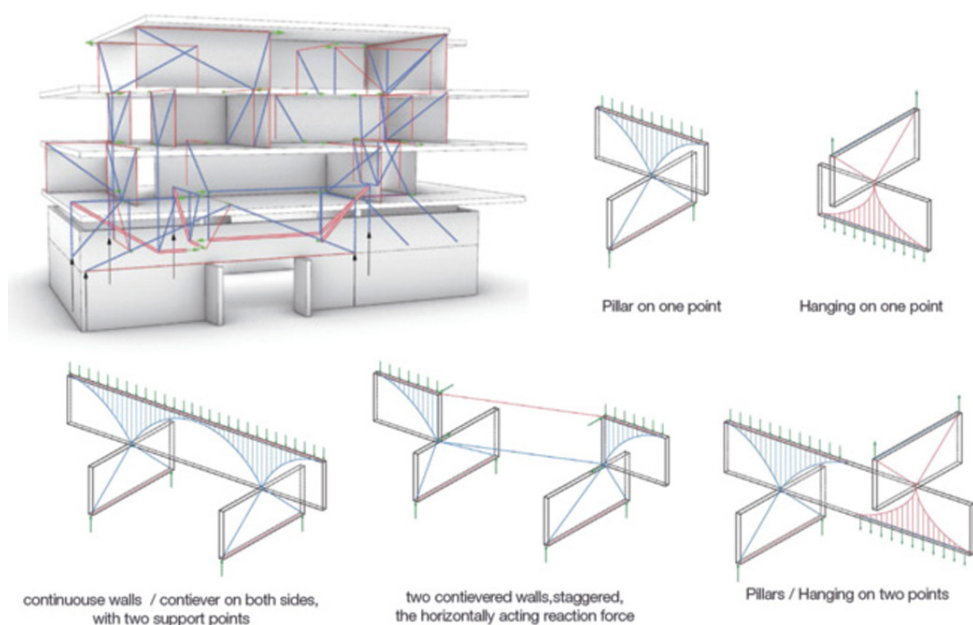 Pillar on one point
Hanging on one point
continuouse walls / contiever on both sides,
with two support points
two contievered walls,staggered,
the horizontally acting reaction force
Pillars / Hanging on two points